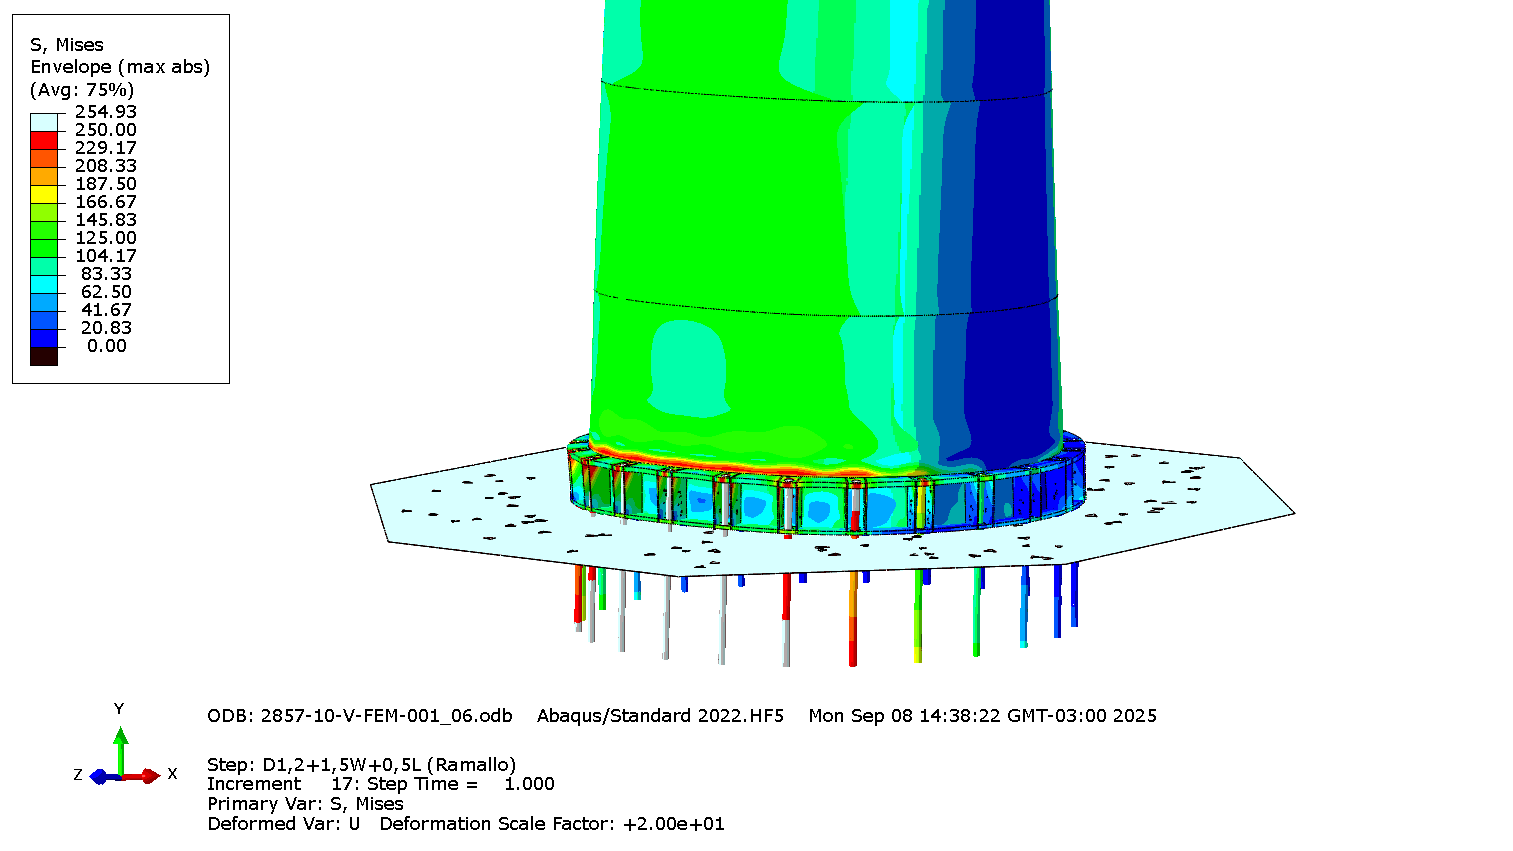 S, Mises
Envelope (max abs)
(Avg: 75%)
254.93
250.00
229.17
208.33
187.50
166.67
145.83
125.00
104.17
83.33
62.50
41.67
20.83
0.00
Y
Z
X
ODB: 2857-10-V-FEM-001_06.odb    Abaqus/Standard 2022.HF5    Mon Sep 08 14:38:22 GMT-03:00 2025
Step: D1,2+1,5W+0,5L (Ramallo)
Increment     17: Step Time =    1.000
Primary Var: S, Mises
Deformed Var: U   Deformation Scale Factor: +2.00e+01